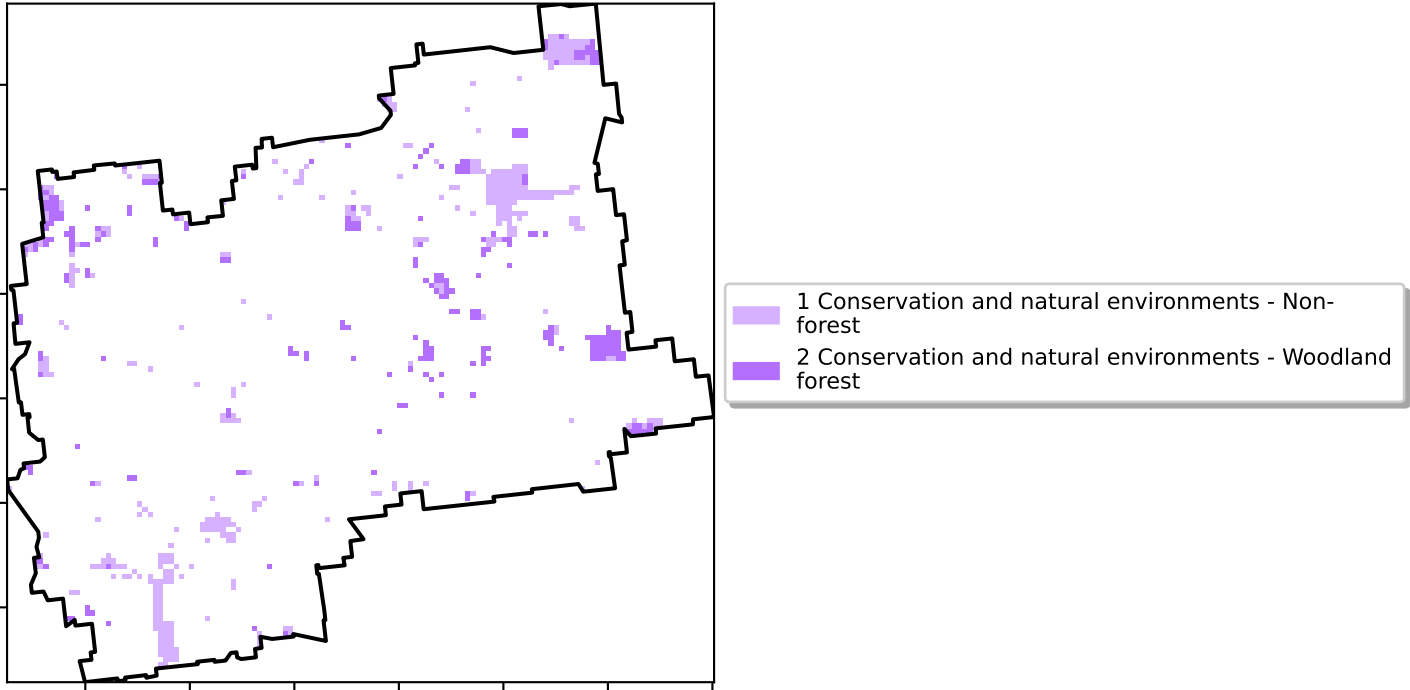 1 Conservation and natural environments - Non-
forest
2 Conservation and natural environments - Woodland
forest